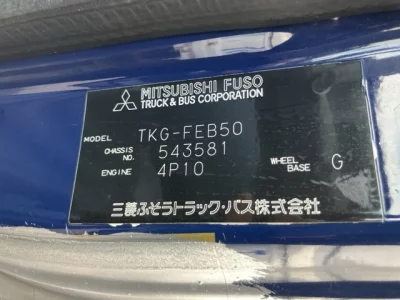 MITSUBISHI FUSO
TRUCK & BUS CORPORATION
MODEL TKG-FEB50
CHASSIS NO. 543581
WHEEL BASE G
ENGINE 4P10
三菱ふそうトラック・バス株式会社